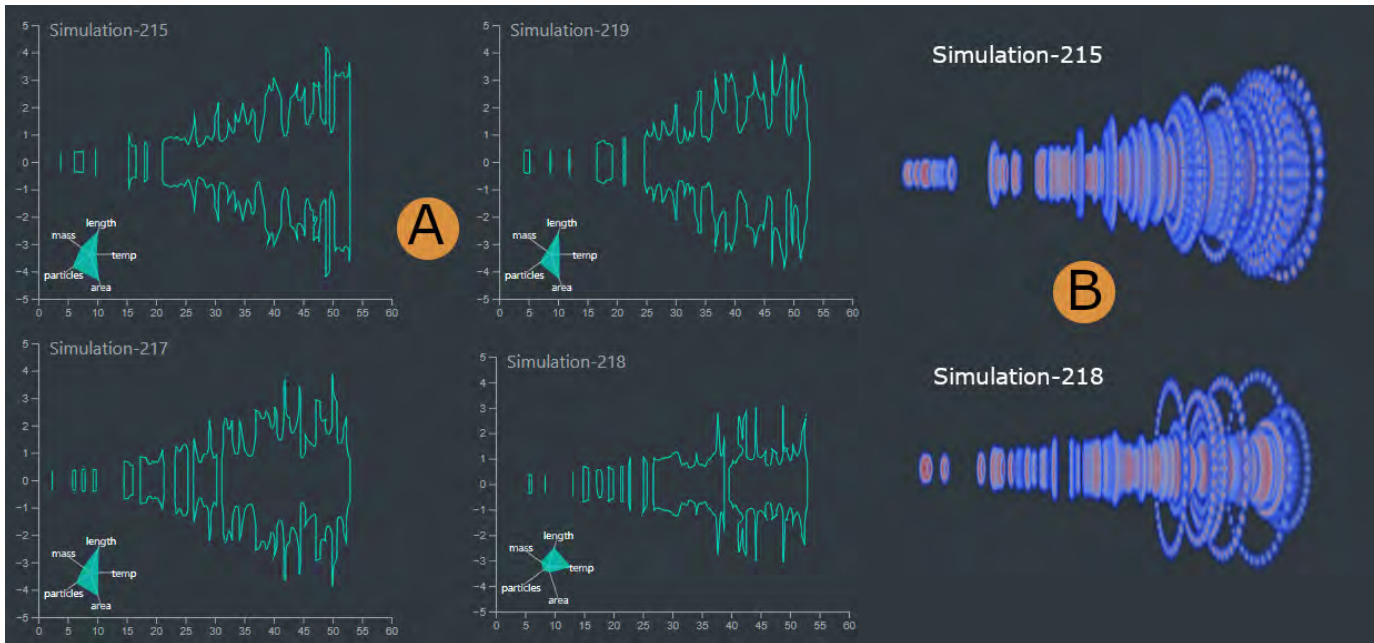 Simulation-215
5
4
3
2
1
0
−1
−2
−3
−4
−5
0 5 10 15 20 25 30 35 40 45 50 55 60
length
mass
temp
particles
area
A
Simulation-219
5
4
3
2
1
0
−1
−2
−3
−4
−5
0 5 10 15 20 25 30 35 40 45 50 55 60
length
mass
temp
particles
area
Simulation-215
B
Simulation-217
5
4
3
2
1
0
−1
−2
−3
−4
−5
0 5 10 15 20 25 30 35 40 45 50 55 60
length
mass
temp
particles
area
Simulation-218
5
4
3
2
1
0
−1
−2
−3
−4
−5
0 5 10 15 20 25 30 35 40 45 50 55 60
length
mass
temp
particles
area
Simulation-218